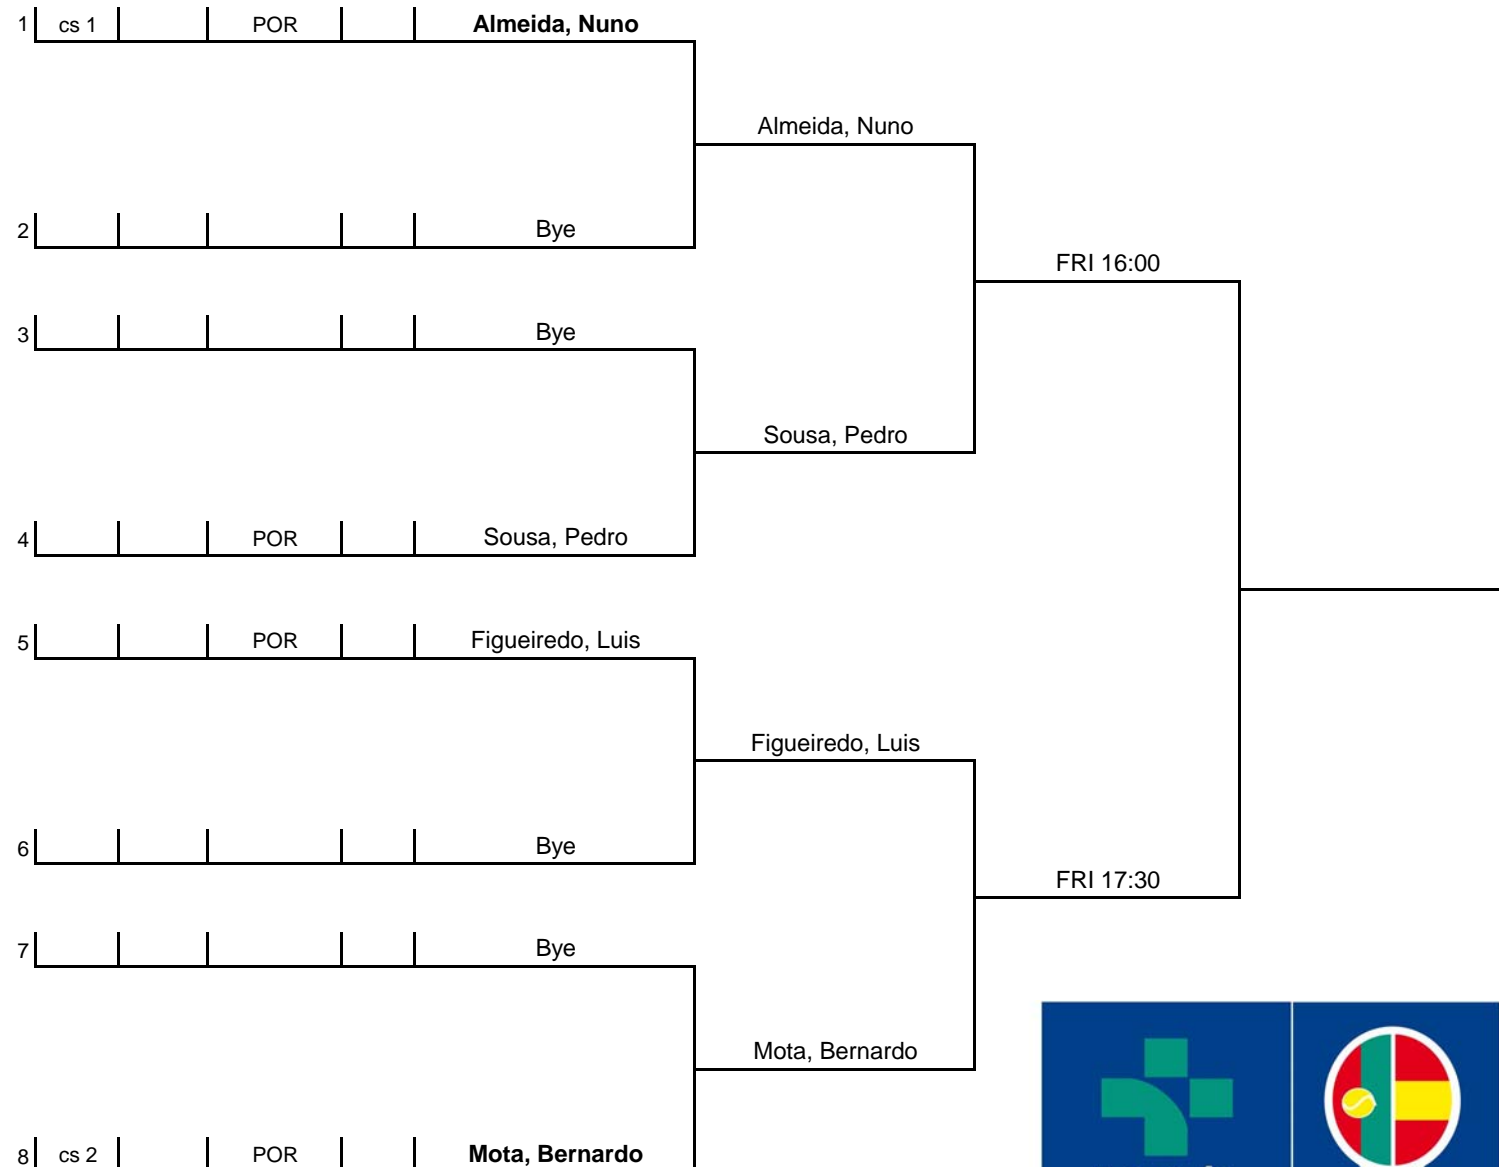 1 cs 1 POR Almeida, Nuno
Almeida, Nuno
2 Bye
FRI 16:00
3 Bye
Sousa, Pedro
4 POR Sousa, Pedro
5 POR Figueiredo, Luis
Figueiredo, Luis
6 Bye
FRI 17:30
7 Bye
Mota, Bernardo
8 cs 2 POR Mota, Bernardo